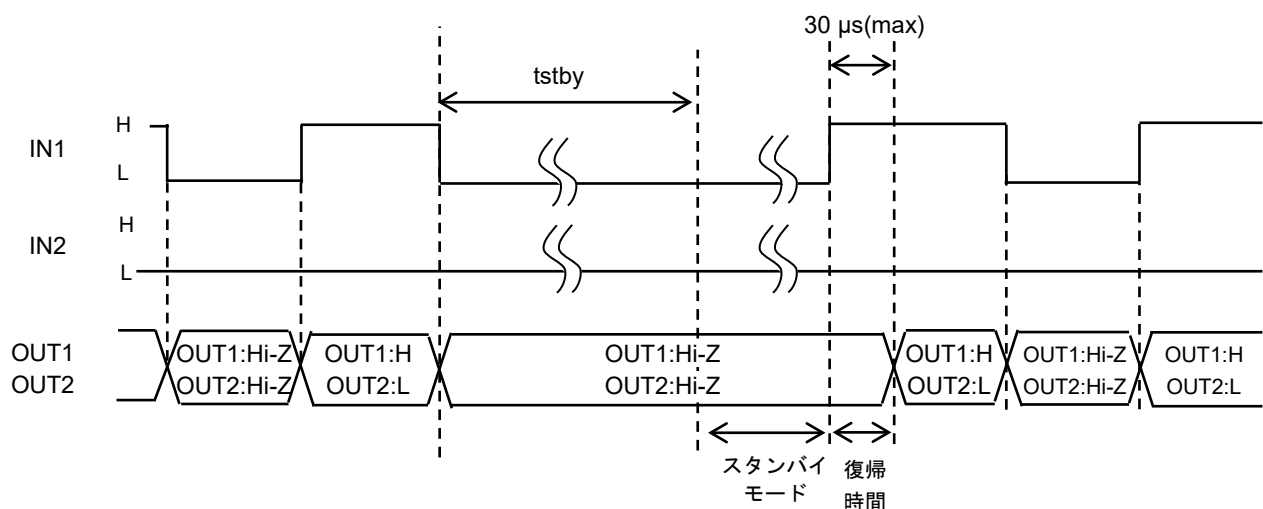 30 µs(max)
tstby
IN1
H
L
IN2
H
L
OUT1
OUT2
OUT1:Hi-Z
OUT2:Hi-Z
OUT1:H
OUT2:L
OUT1:Hi-Z
OUT2:Hi-Z
OUT1:H
OUT2:L
OUT1:Hi-Z
OUT2:Hi-Z
OUT1:H
OUT2:L
スタンバイ
モード
復帰
時間